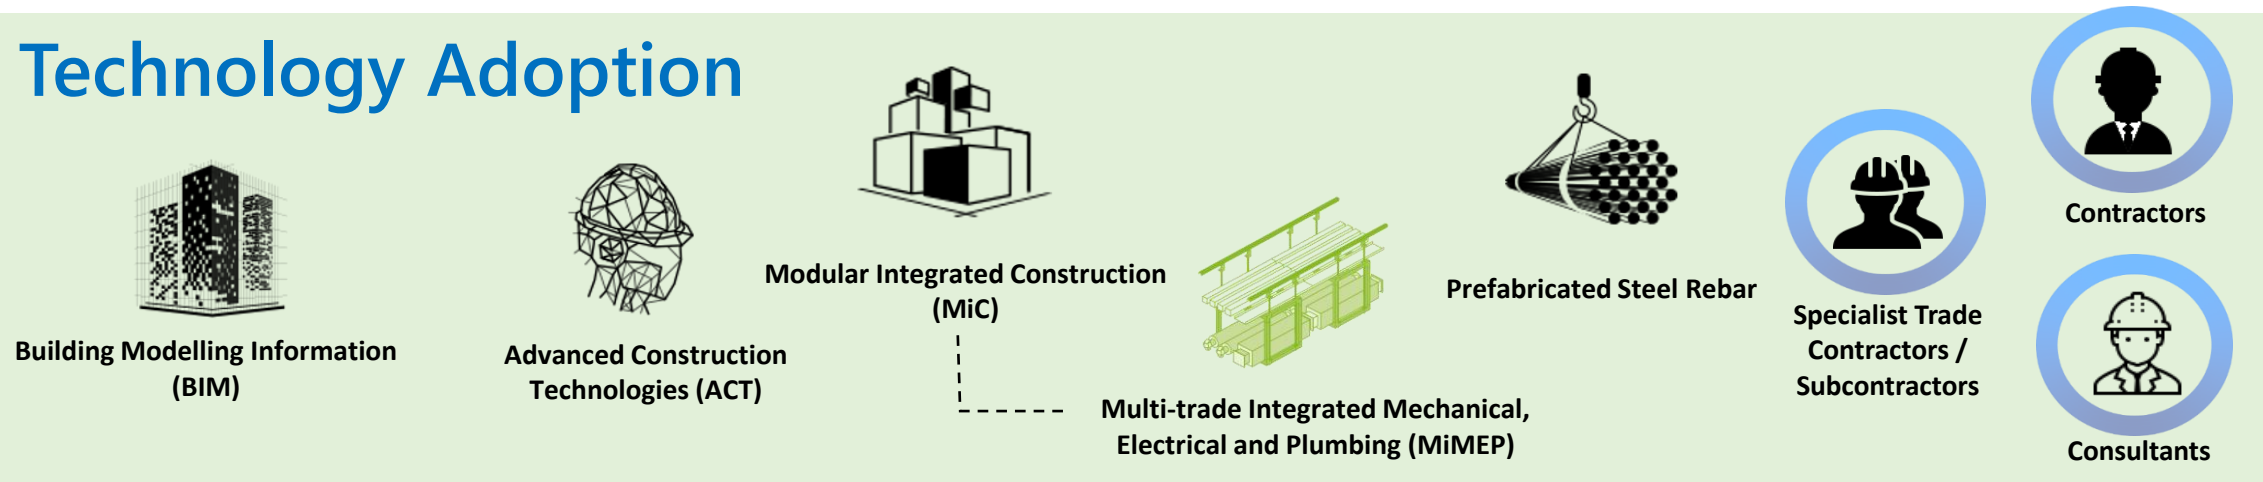 Technology Adoption
Building Modelling Information
(BIM)
Advanced Construction
Technologies (ACT)
Modular Integrated Construction
(MiC)
Multi-trade Integrated Mechanical,
Electrical and Plumbing (MiMEP)
Prefabricated Steel Rebar
Specialist Trade
Contractors /
Subcontractors
Contractors
Consultants